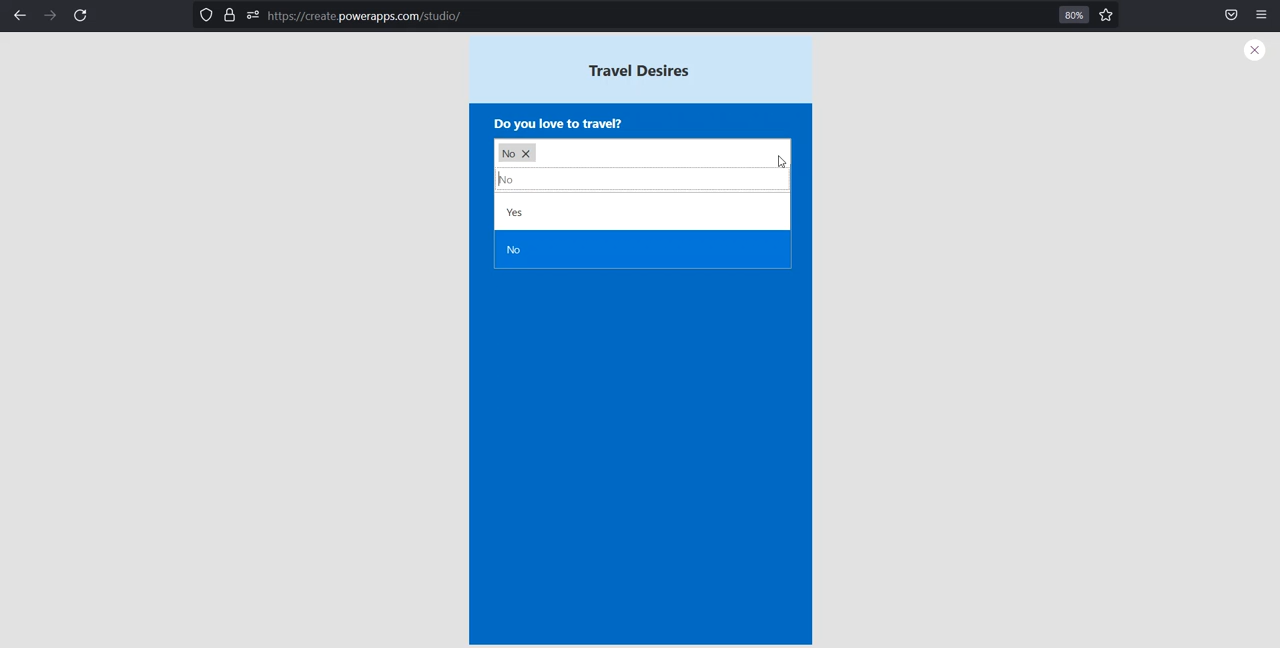 https://create.powerapps.com/studio/
80%
Travel Desires
Do you love to travel?
No
No
Yes
No